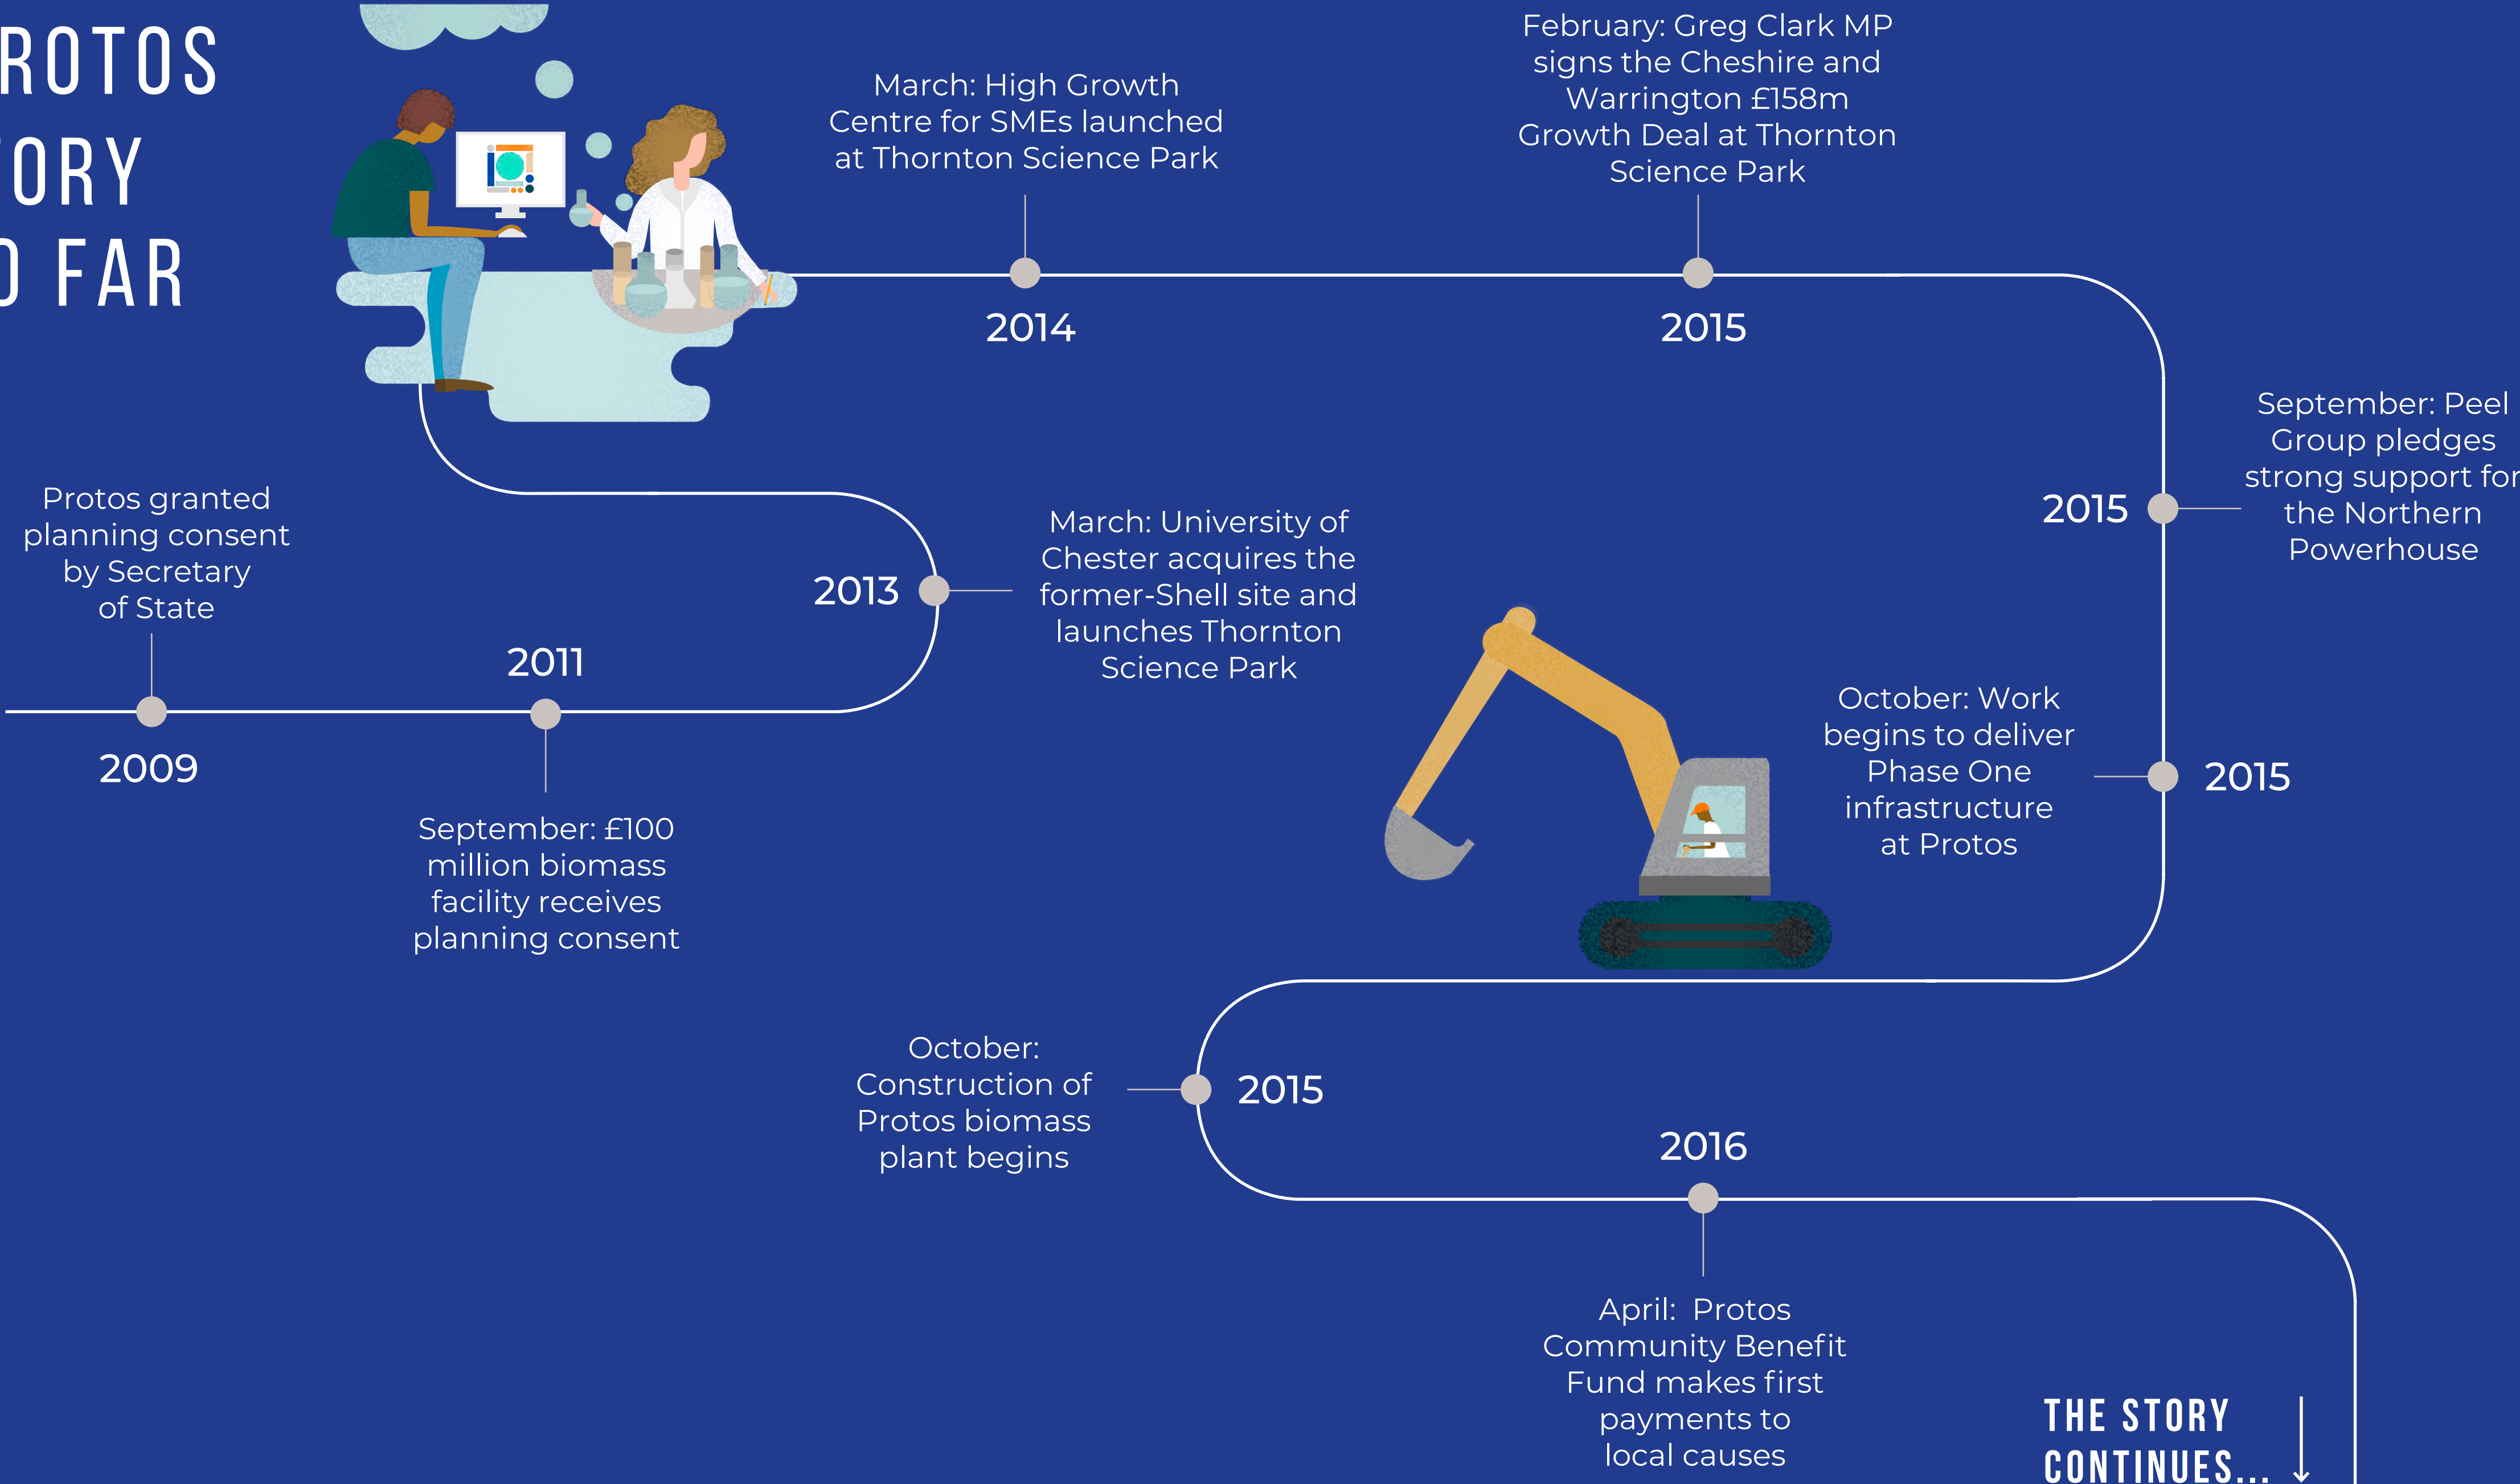 ROTOS
TORY
O FAR
Protos granted
planning consent
by Secretary
of State
2009
2011
September: £100
million biomass
facility receives
planning consent
2013
March: University of
Chester acquires the
former-Shell site and
launches Thornton
Science Park
March: High Growth
Centre for SMEs launched
at Thornton Science Park
2014
February: Greg Clark MP
signs the Cheshire and
Warrington £158m
Growth Deal at Thornton
Science Park
2015
2015
September: Peel
Group pledges
strong support for
the Northern
Powerhouse
October: Work
begins to deliver
Phase One
infrastructure
at Protos
2015
October:
Construction of
Protos biomass
plant begins
2015
2016
April: Protos
Community Benefit
Fund makes first
payments to
local causes
THE STORY
CONTINUES...